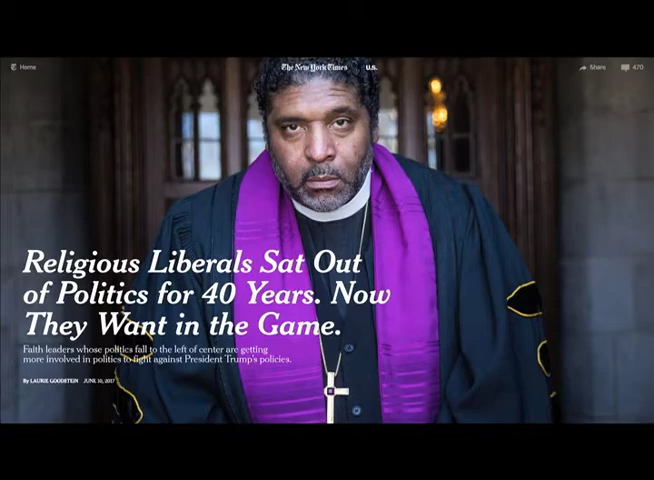 Home
The New York Times
U.S.
Share
470
Religious Liberals Sat Out
of Politics for 40 Years. Now
They Want in the Game.
Faith leaders whose politics fall to the left of center are getting
more involved in politics to fight against President Trump's policies.
By LAURIE GOODSTEIN JUNE 10, 2017